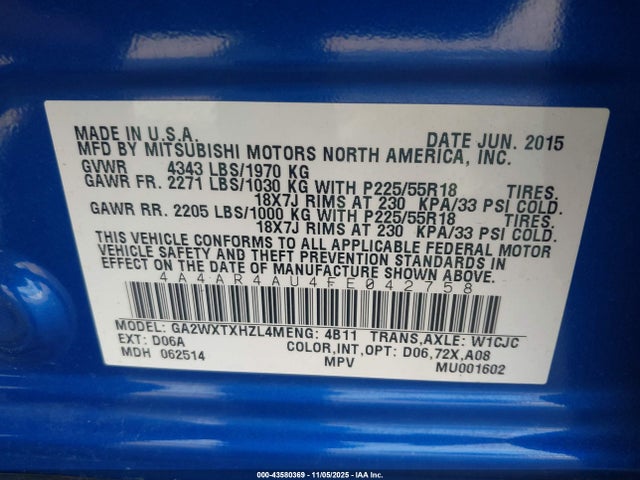 MADE IN U.S.A. DATE JUN. 2015
MFD BY MITSUBISHI MOTORS NORTH AMERICA, INC.
GVWR 4343 LBS/1970 KG
GAWR FR. 2271 LBS/1030 KG WITH P225/55R18 TIRES,
18X7J RIMS AT 230 KPA/33 PSI COLD.
GAWR RR. 2205 LBS/1000 KG WITH P225/55R18 TIRES,
18X7J RIMS AT 230 KPA/33 PSI COLD.
THIS VEHICLE CONFORMS TO ALL APPLICABLE FEDERAL MOTOR
VEHICLE SAFETY AND THEFT PREVENTION STANDARDS IN
EFFECT ON THE DATE OF MANUFACTURE SHOWN ABOVE.
4A4AR4AU4FE042758
MODEL: GA2WXTXHZL4MENG: 4B11 TRANS,AXLE: W1CJC
EXT: D06A COLOR,INT,OPT: D06,72X,A08
MDH 062514 MPV MU001602
000-43580369 - 11/05/2025 - IAA Inc.